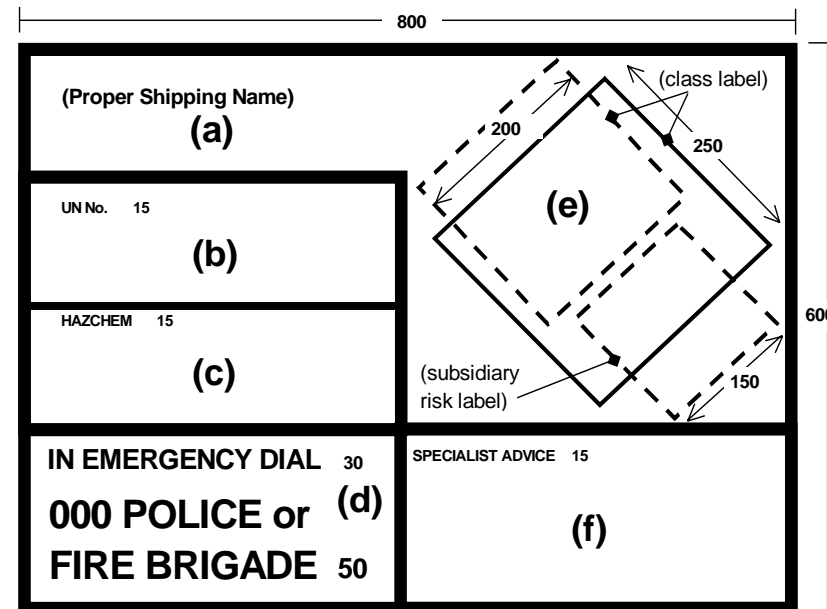 800
(Proper Shipping Name)
(a)
(class label)
200
250
UN No. 15
(b)
(e)
HAZCHEM 15
(c)
600
(subsidiary
risk label)
150
IN EMERGENCY DIAL 30
000 POLICE or (d)
FIRE BRIGADE 50
SPECIALIST ADVICE 15
(f)